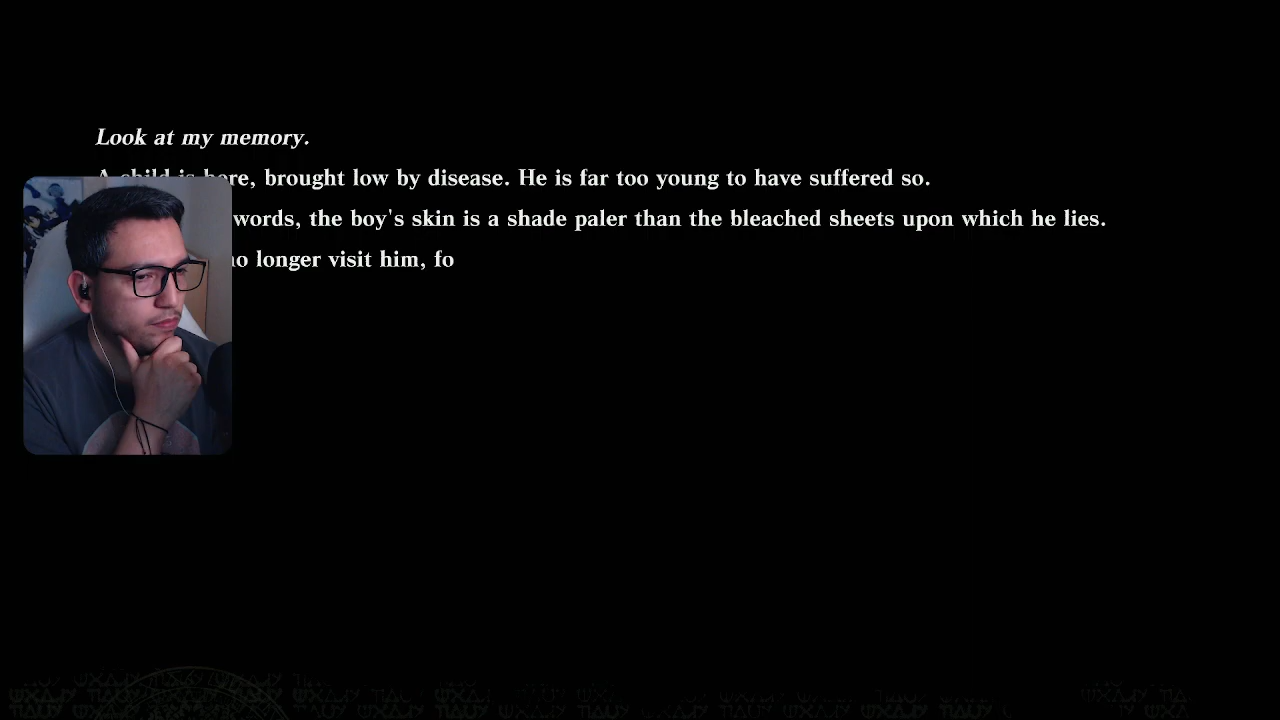 Look at my memory.
A child is here, brought low by disease. He is far too young to have suffered so.
words, the boy's skin is a shade paler than the bleached sheets upon which he lies.
no longer visit him, fo